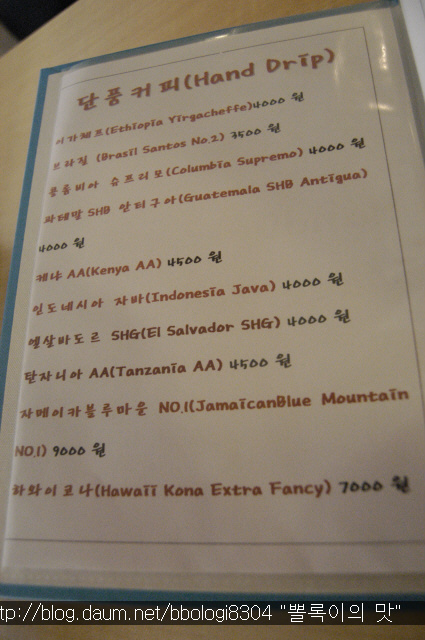 단풍커피(Hand Drip)
이가체프(Ethiopia Yirgacheffe)4000 원
브라질 (Brasil Santos No.2) 3500 원
콜롬비아 슈프리모(Columbia Supremo) 4000 원
과테말 SHB 안티구아(Guatemala SHB Antigua)
4000 원
케냐 AA(Kenya AA) 4500 원
인도네시아 자바(Indonesia Java) 4000 원
엘살바도르 SHG(El Salvador SHG) 4000 원
탄자니아 AA(Tanzania AA) 4500 원
자메이카블루마운 NO.1(JamaicanBlue Mountain
NO.1) 9000 원
하와이코나(Hawaii Kona Extra Fancy) 7000 원
tp://blog.daum.net/bbologi8304 "뽈록이의 맛"